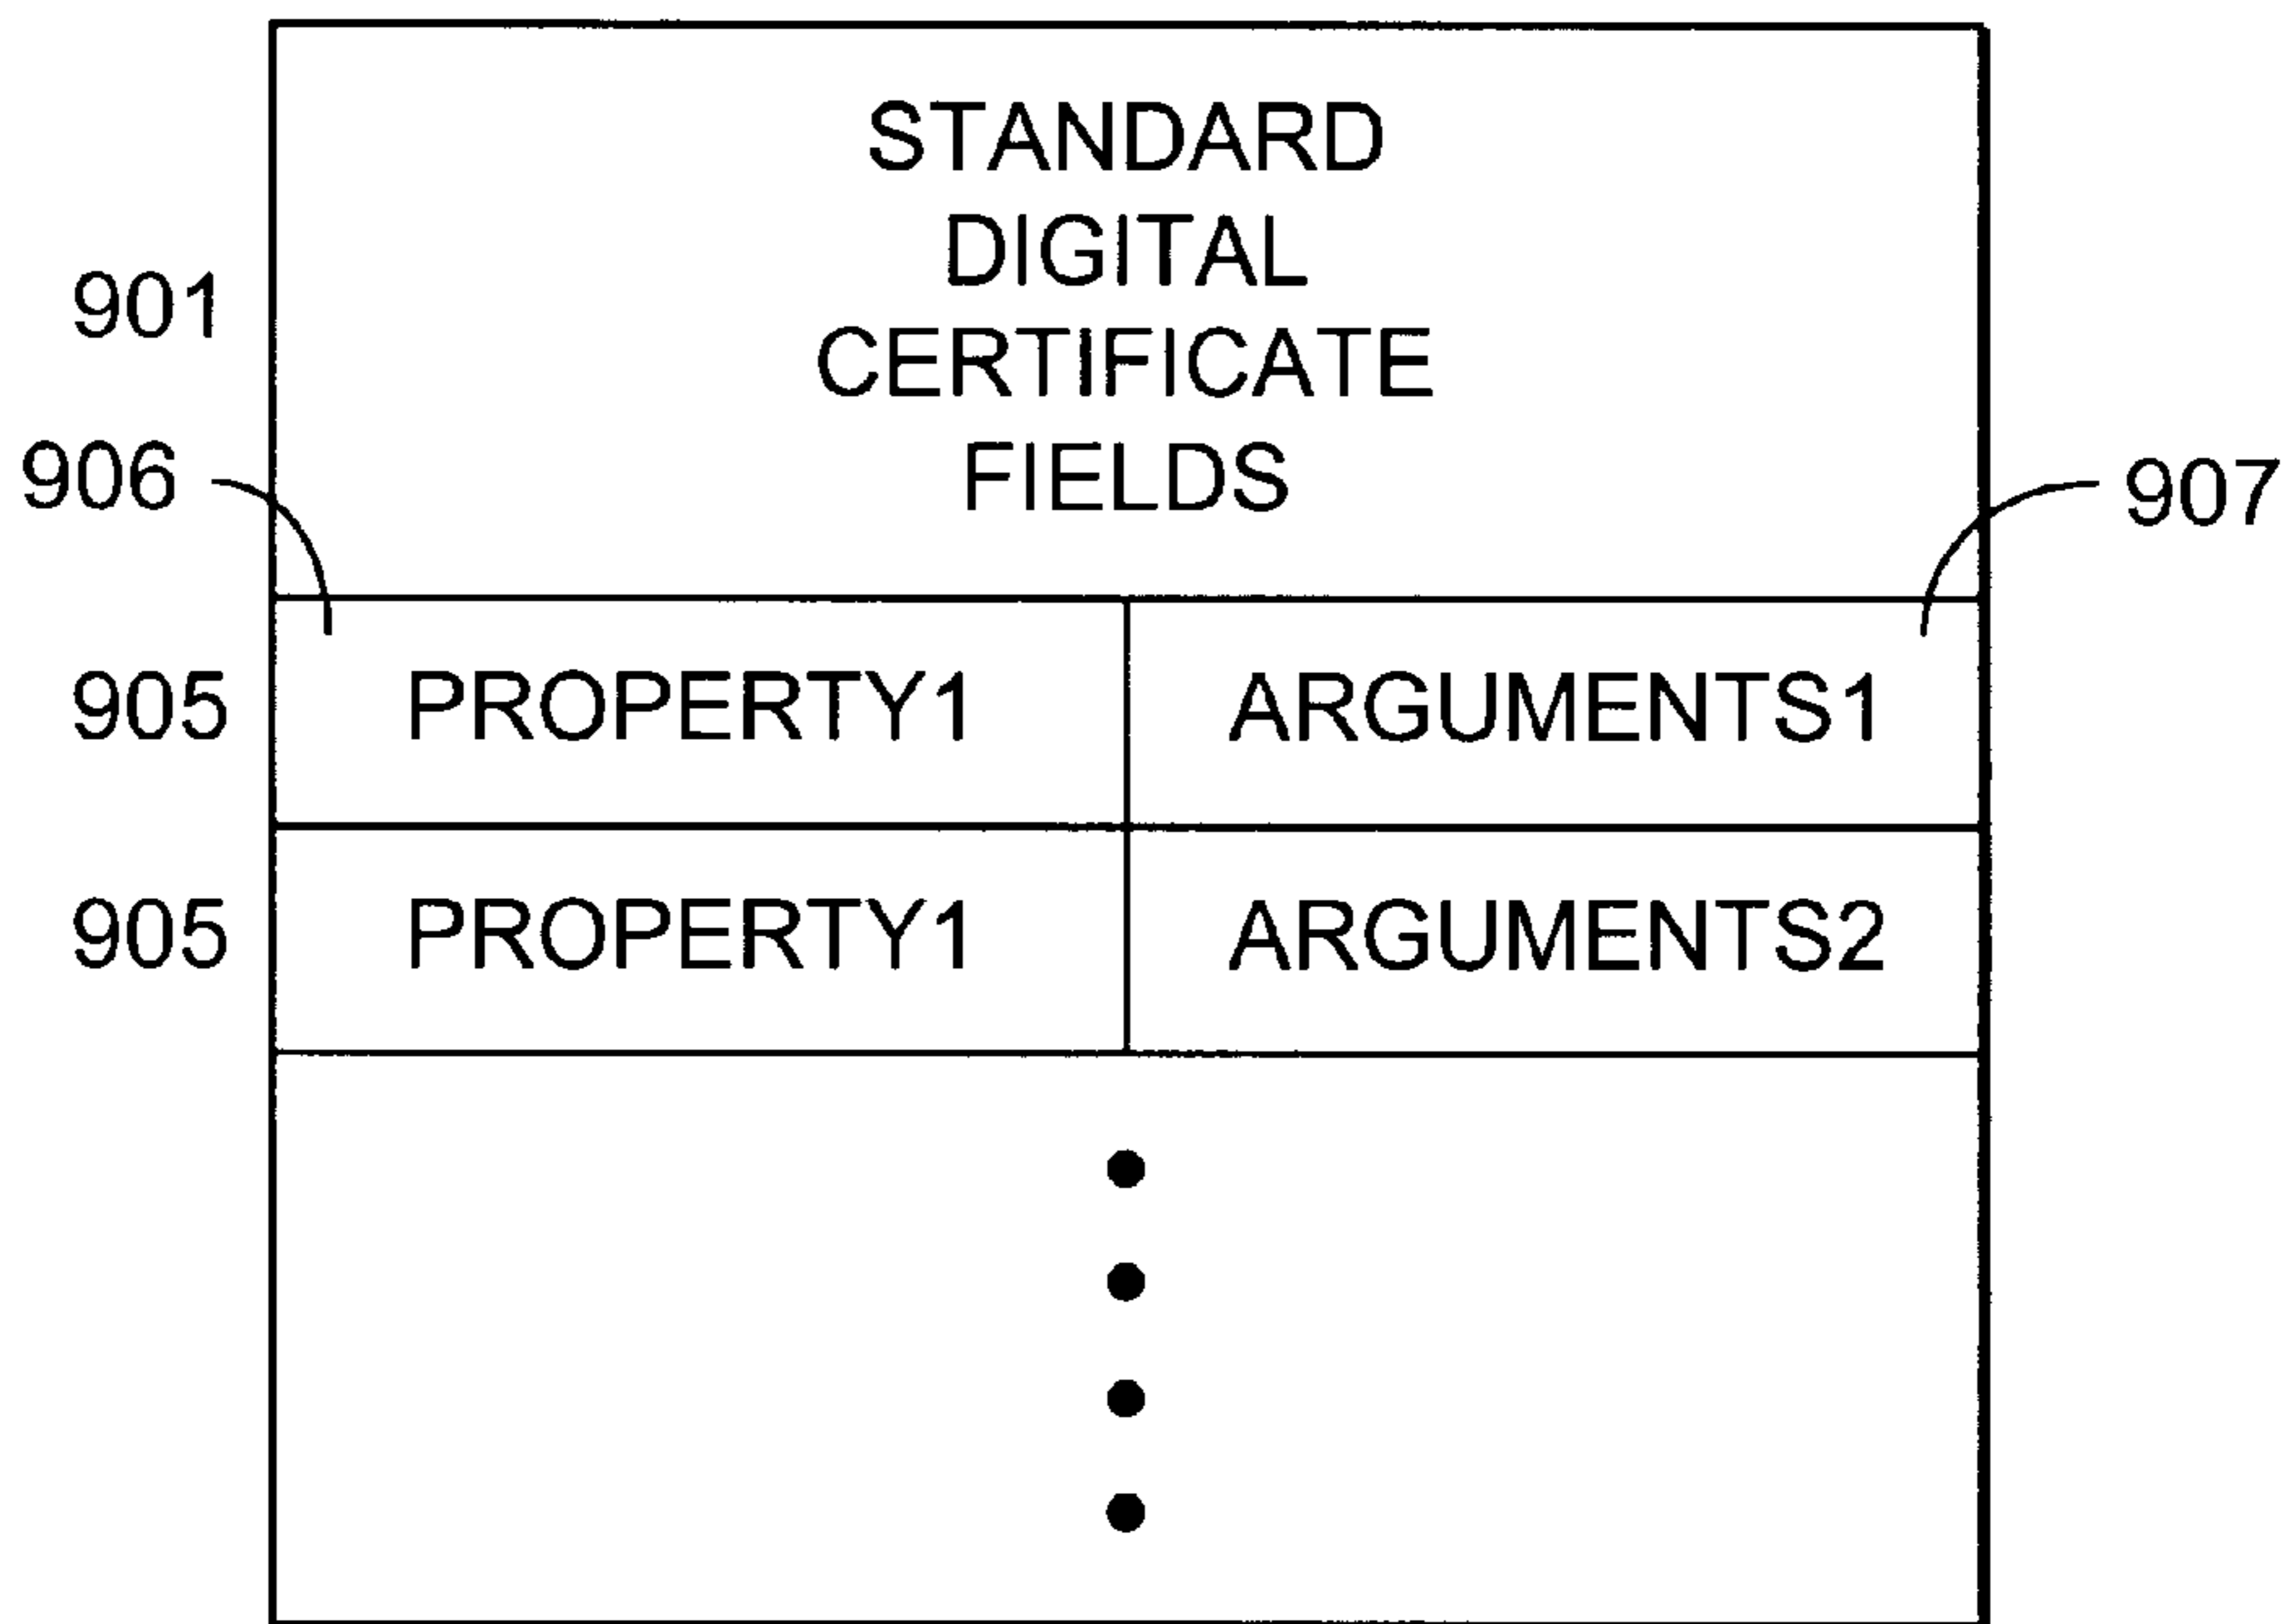 STANDARD
DIGITAL
901
CERTIFICATE
906
FIELDS
907
905 PROPERTY1 ARGUMENTS1
905 PROPERTY1 ARGUMENTS2